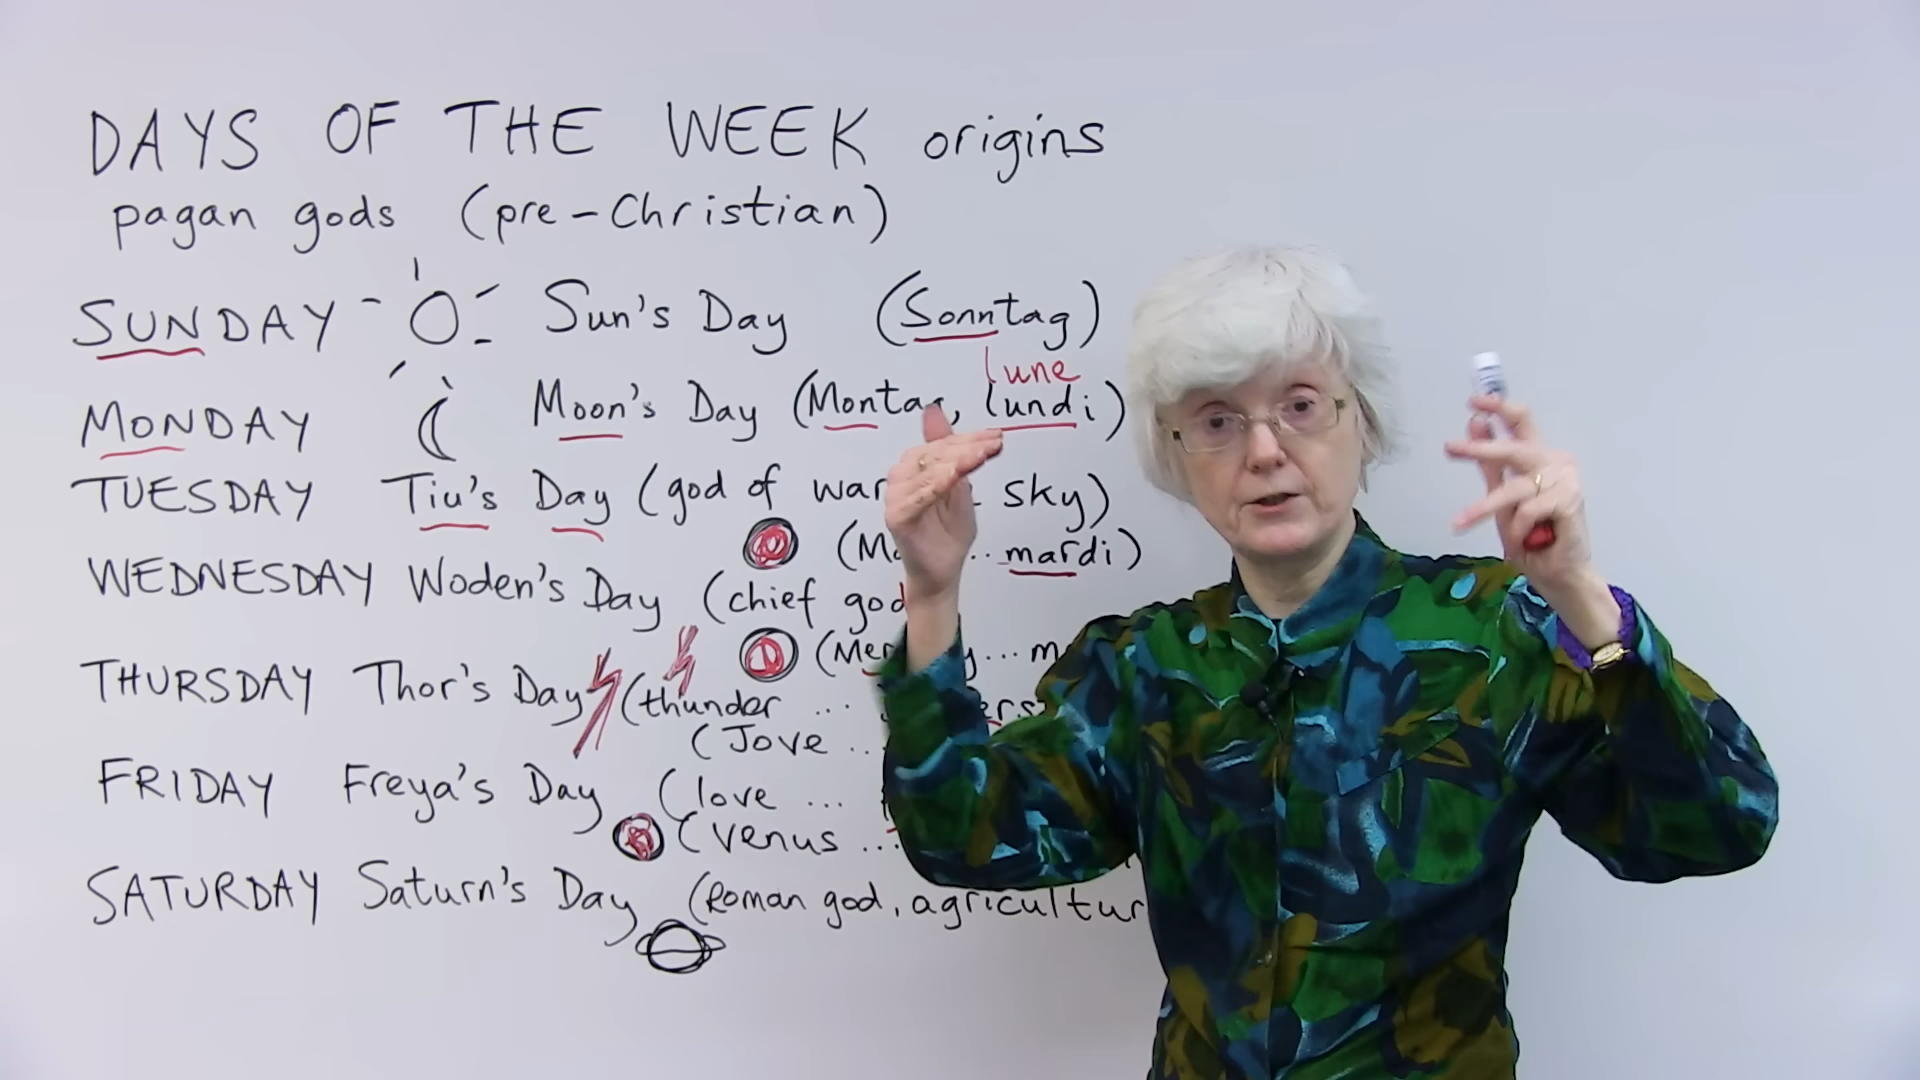 DAYS OF THE WEEK origins
pagan gods (pre-Christian)
SUNDAY Sun's Day (Sonntag)
lune
MONDAY Moon's Day (Montag, lundi)
TUESDAY Tiu's Day (god of war sky)
(M ... mardi)
WEDNESDAY Woden's Day (chief god
(Mer y... m
THURSDAY Thor's Day (thunder ... ers
(Jove ...
FRIDAY Freya's Day (love ...
(Venus ...
SATURDAY Saturn's Day (Roman god, agricultur